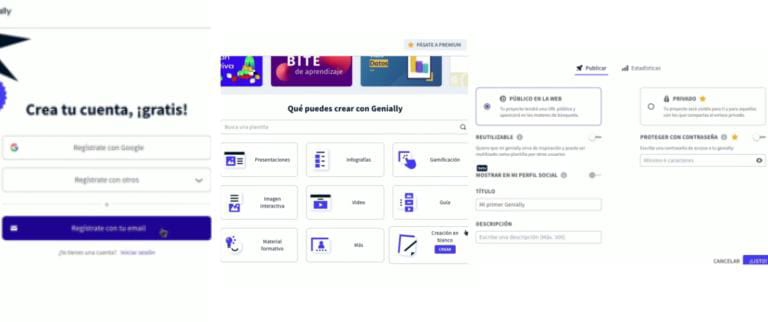 Crea tu cuenta, ¡gratis!
Regístrate con Google
Regístrate con otros
o
Regístrate con tu email
¿Ya tienes una cuenta? Iniciar sesión
PÁSATE A PREMIUM
BITE
de aprendizaje
Datos
Qué puedes crear con Genially
Busca una plantilla
Presentaciones
Infografías
Gamificación
Imagen
interactiva
Video
Guía
Material
formativo
Más
Creación en
blanco
CREAR
Publicar
Estadísticas
PÚBLICO EN LA WEB
Tu proyecto tendrá una URL pública y
aparecerá en los motores de búsqueda.
PRIVADO
Tu proyecto será visible para ti y para aquellos
con los que compartas el enlace privado.
REUTILIZABLE
Quiero que mi genially sirva de inspiración y pueda ser
reutilizado como plantilla por otros usuarios
PROTEGER CON CONTRASEÑA
Escribe una contraseña de acceso a tu genially
Mínimo 6 caracteres
beta
MOSTRAR EN MI PERFIL SOCIAL
TÍTULO
Mi primer Genially
DESCRIPCIÓN
Escribe una descripción (Máx. 300)
CANCELAR
¡LISTO!